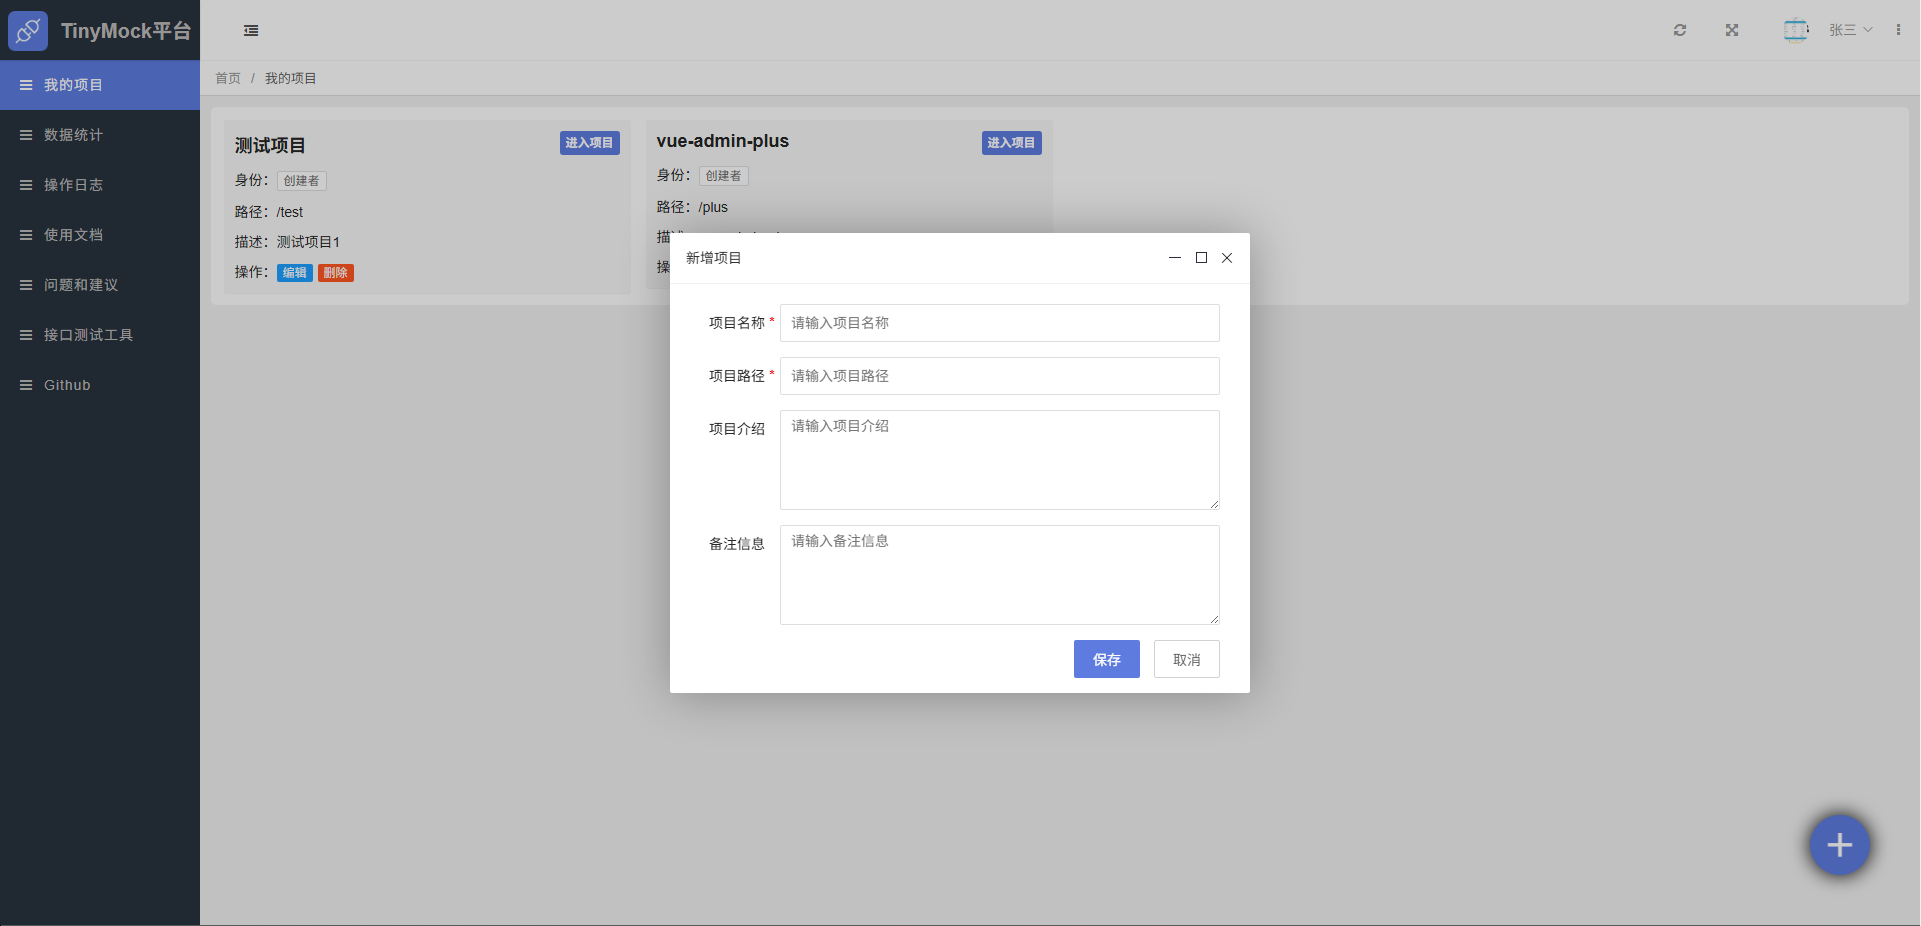 TinyMock平台
张三
我的项目
数据统计
操作日志
使用文档
问题和建议
接口测试工具
Github
首页 / 我的项目
测试项目
进入项目
身份： 创建者
路径：/test
描述：测试项目1
操作： 编辑 删除
vue-admin-plus
进入项目
身份： 创建者
路径：/plus
新增项目
项目名称 * 请输入项目名称
项目路径 * 请输入项目路径
项目介绍 请输入项目介绍
备注信息 请输入备注信息
保存 取消